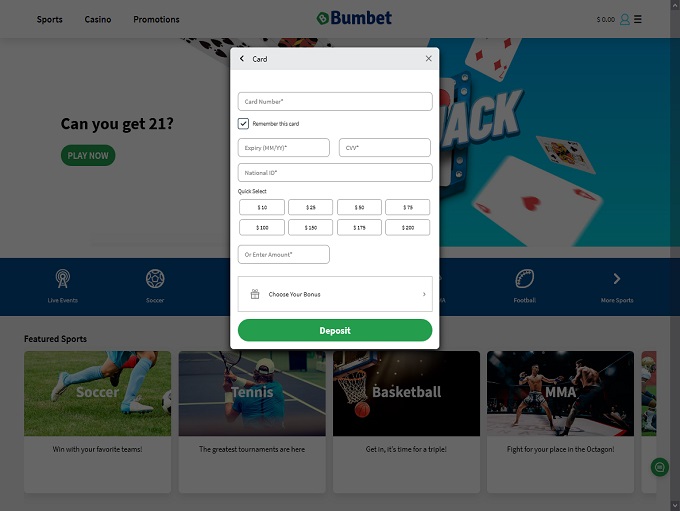 Sports Casino Promotions Bumbet $ 0.00
Card
Card Number*
Can you get 21?
Remember this card
PLAY NOW
Expiry (MM/YY)* CVV*
National ID*
Quick Select
$ 10 $ 25 $ 50 $ 75
$ 100 $ 150 $ 175 $ 200
Or Enter Amount*
Choose Your Bonus
Live Events Soccer Football More Sports
Deposit
Featured Sports
Soccer Tennis Basketball MMA
Win with your favorite teams! The greatest tournaments are here Get in, it's time for a triple! Fight for your place in the Octagon!